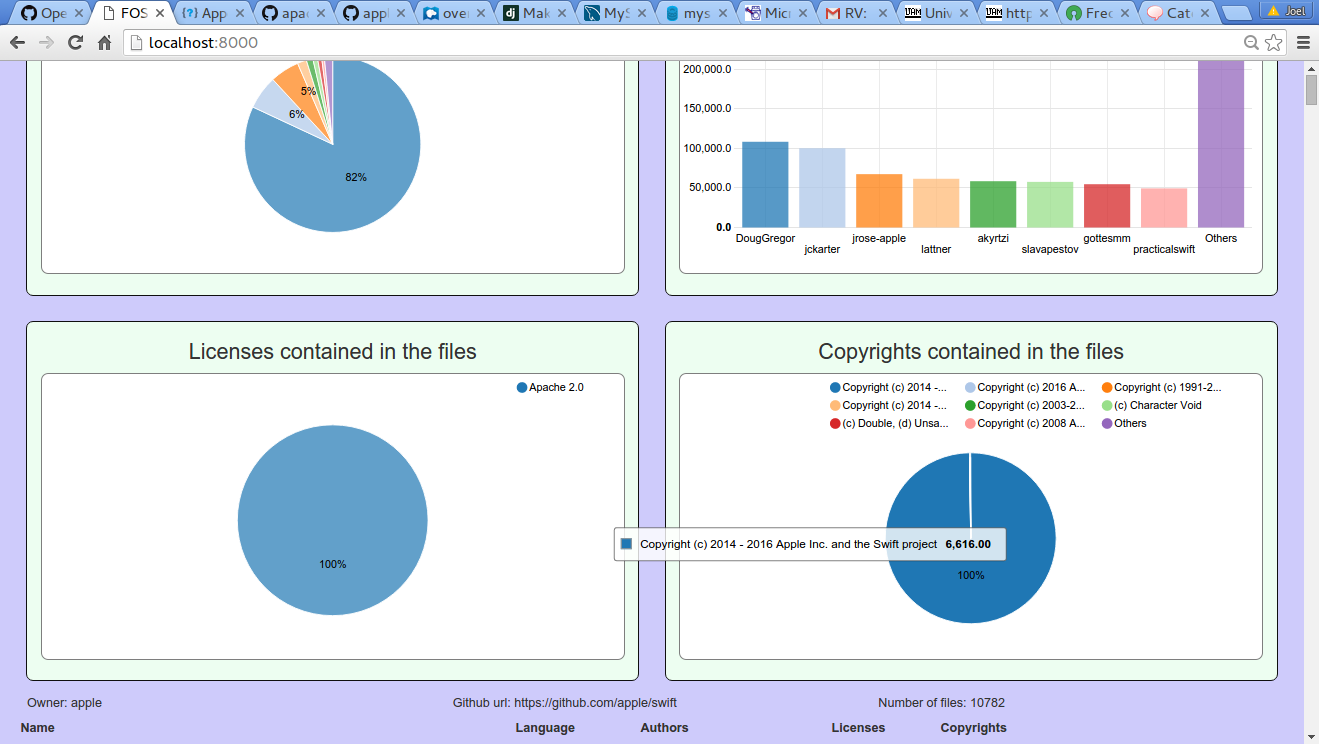 Ope FOS App apac appl over Mak MyS mys Micr RV: Univ http Free Cate Joel
localhost:8000
5%
6%
82%
200,000.0
150,000.0
100,000.0
50,000.0
0.0
DougGregor jrose-apple akyrtzi gottesmm Others
jckarter lattner slavapestov practicalswift
Licenses contained in the files
Apache 2.0
100%
Copyrights contained in the files
Copyright (c) 2014 -... Copyright (c) 2016 A... Copyright (c) 1991-2...
Copyright (c) 2014 -... Copyright (c) 2003-2... (c) Character Void
(c) Double, (d) Unsa... Copyright (c) 2008 A... Others
Copyright (c) 2014 - 2016 Apple Inc. and the Swift project 6,616.00
100%
Owner: apple Github url: https://github.com/apple/swift Number of files: 10782
Name Language Authors Licenses Copyrights